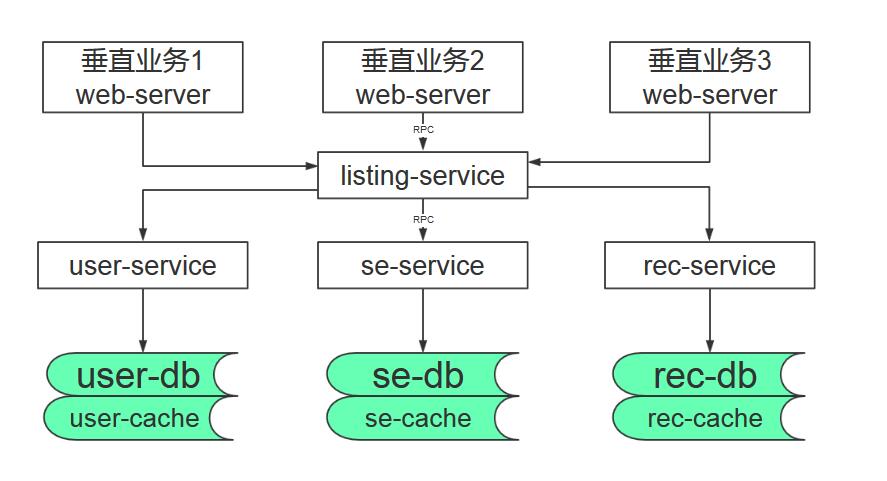 垂直业务1
web-server
垂直业务2
web-server
垂直业务3
web-server
RPC
listing-service
RPC
user-service
se-service
rec-service
user-db
user-cache
se-db
se-cache
rec-db
rec-cache